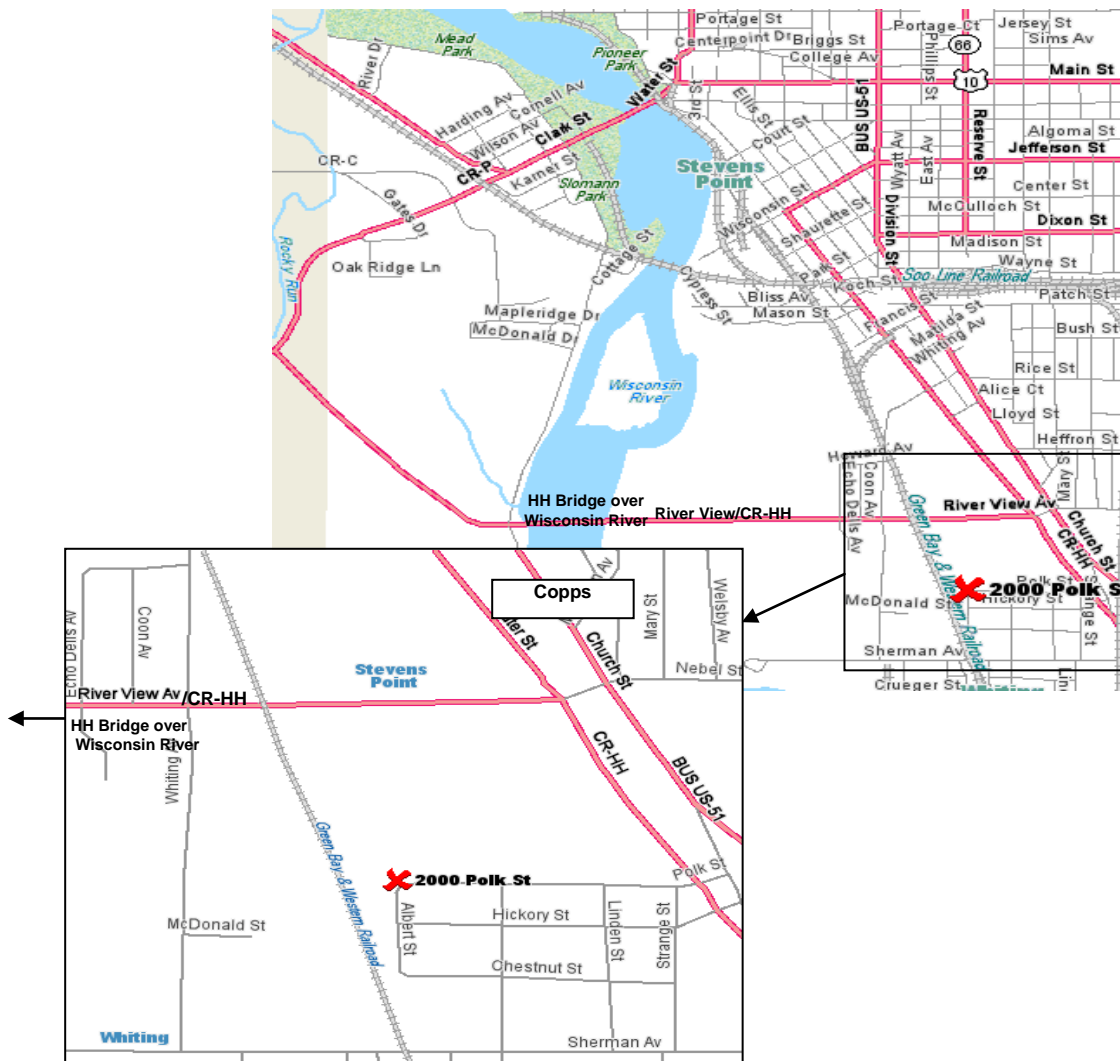 Portage St
Centerpoint Dr
Briggs St
College Av
Portage Ct
Jersey St
Sims Av
Phillips St
66
10
Main St
Mead
Park
River Dr
Pioneer
Park
Water St
3rd St
Ellis St
Court St
BUS US-51
Harding Av
Cornell Av
Wilson Av
Clark St
CR-C
CR-P
Karner St
Slomann
Park
Stevens
Point
Wyatt Av
East Av
Reserve St
Algoma St
Jefferson St
Center St
McCulloch St
Dixon St
Madison St
Wayne St
Division St
Wisconsin St
Shaurette St
Park St
Koch St
Soo Line Railroad
Patch St
Gates Dr
Rocky Run
Oak Ridge Ln
Cottage St
Cypress St
Bliss Av
Mason St
Francis St
Matilda St
Whiting Av
Bush St
Rice St
Alice Ct
Lloyd St
Heffron St
Mapleridge Dr
McDonald Dr
Wisconsin
River
Howard Av
Echo Dells Av
Coon Av
Mary S
HH Bridge over
Wisconsin River
River View/CR-HH
River View Av
Church St
CR-HH
Green Bay & Western Railroad
Polk St
2000 Polk S
Hickory St
McDonald St
Sherman Av
Crueger St
Whiting
Copps
Echo Dells Av
Coon Av
Church St
Mary St
Welsby Av
Nebel St
Stevens
Point
River View Av
/CR-HH
HH Bridge over
Wisconsin River
Whiting Av
CR-HH
BUS US-51
Green Bay & Western Railroad
Polk St
2000 Polk St
Albert St
Hickory St
Linden St
Strange St
McDonald St
Chestnut St
Whiting
Sherman Av